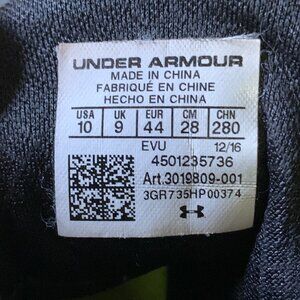 UNDER ARMOUR
MADE IN CHINA
FABRIQUÉ EN CHINE
HECHO EN CHINA
USA UK EUR CM CHN
10 9 44 28 280
EVU 12/16
4501235736
Art.3019809-001
3GR735HP00374